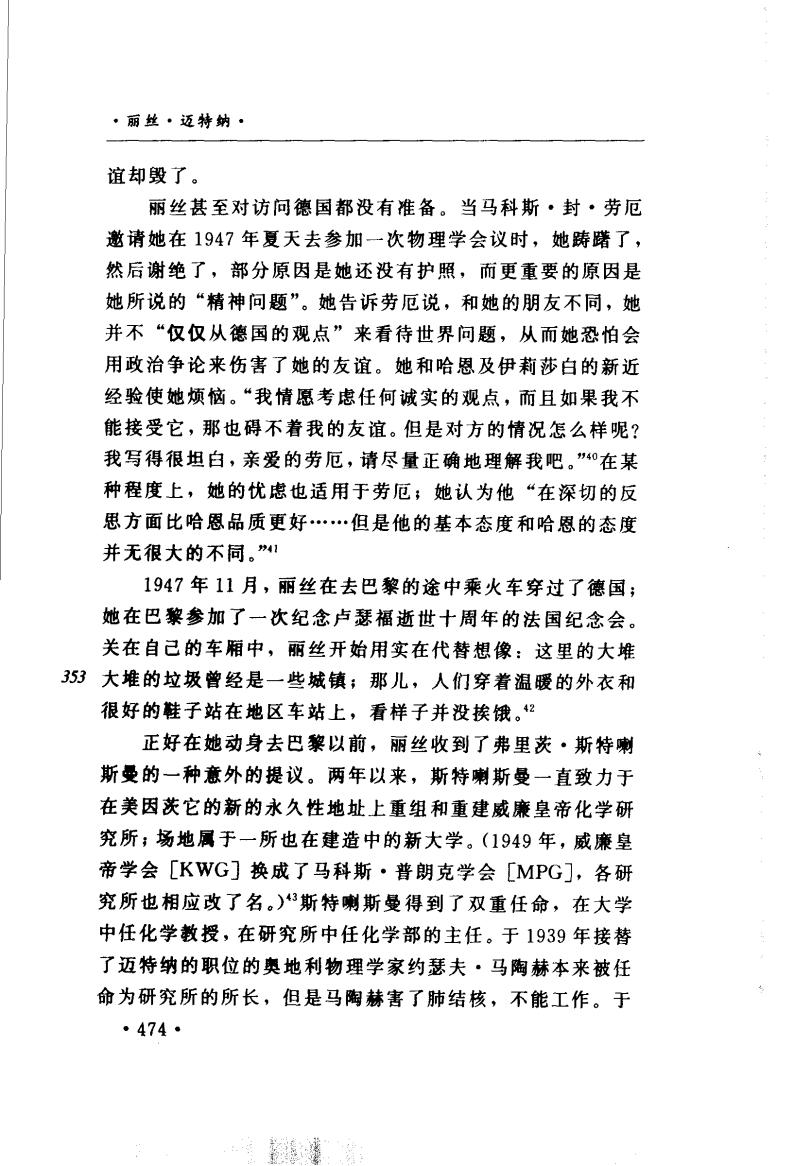 ·丽丝·迈特纳·
谊却毁了。
丽丝甚至对访问德国都没有准备。当马科斯·封·劳厄
邀请她在 1947 年夏天去参加一次物理学会议时，她踌躇了，
然后谢绝了，部分原因是她还没有护照，而更重要的原因是
她所说的“精神问题”。她告诉劳厄说，和她的朋友不同，她
并不“仅仅从德国的观点”来看待世界问题，从而她恐怕会
用政治争论来伤害了她的友谊。她和哈恩及伊莉莎白的新近
经验使她烦恼。“我情愿考虑任何诚实的观点，而且如果我不
能接受它，那也碍不着我的友谊。但是对方的情况怎么样呢？
我写得很坦白，亲爱的劳厄，请尽量正确地理解我吧。”40在某
种程度上，她的忧虑也适用于劳厄；她认为他“在深切的反
思方面比哈恩品质更好……但是他的基本态度和哈恩的态度
并无很大的不同。”41
1947 年 11 月，丽丝在去巴黎的途中乘火车穿过了德国；
她在巴黎参加了一次纪念卢瑟福逝世十周年的法国纪念会。
关在自己的车厢中，丽丝开始用实在代替想像：这里的大堆
353 大堆的垃圾曾经是一些城镇；那儿，人们穿着温暖的外衣和
很好的鞋子站在地区车站上，看样子并没挨饿。42
正好在她动身去巴黎以前，丽丝收到了弗里茨·斯特喇
斯曼的一种意外的提议。两年以来，斯特喇斯曼一直致力于
在美因茨它的新的永久性地址上重组和重建威廉皇帝化学研
究所；场地属于一所也在建造中的新大学。（1949 年，威廉皇
帝学会［KWG］换成了马科斯·普朗克学会［MPG］，各研
究所也相应改了名。）43斯特喇斯曼得到了双重任命，在大学
中任化学教授，在研究所中任化学部的主任。于 1939 年接替
了迈特纳的职位的奥地利物理学家约瑟夫·马陶赫本来被任
命为研究所的所长，但是马陶赫害了肺结核，不能工作。于
·474·